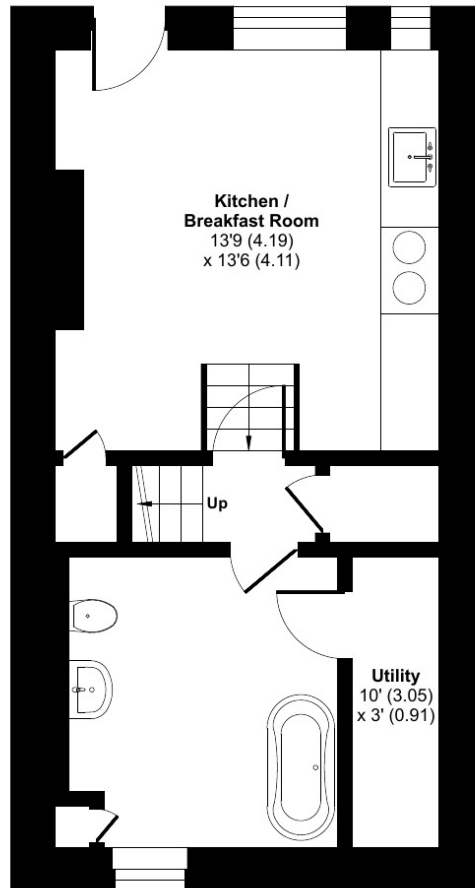 Kitchen /
Breakfast Room
13'9 (4.19)
x 13'6 (4.11)
Up
Utility
10' (3.05)
x 3' (0.91)